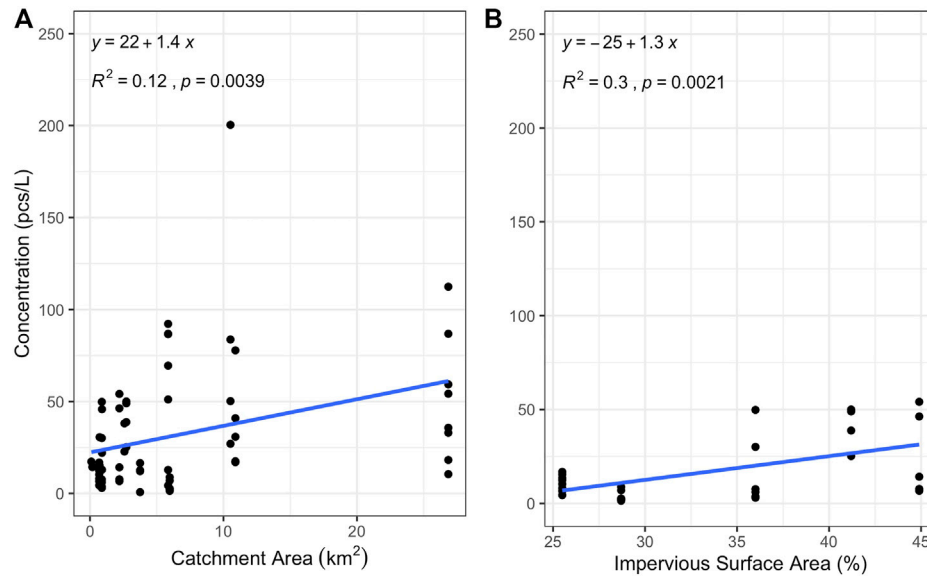 A
y = 22 + 1.4 x
R² = 0.12 , p = 0.0039
250
200
150
100
50
0
Concentration (pcs/L)
0 10 20
Catchment Area (km²)
B
y = − 25 + 1.3 x
R² = 0.3 , p = 0.0021
250
200
150
100
50
0
25 30 35 40 45
Impervious Surface Area (%)